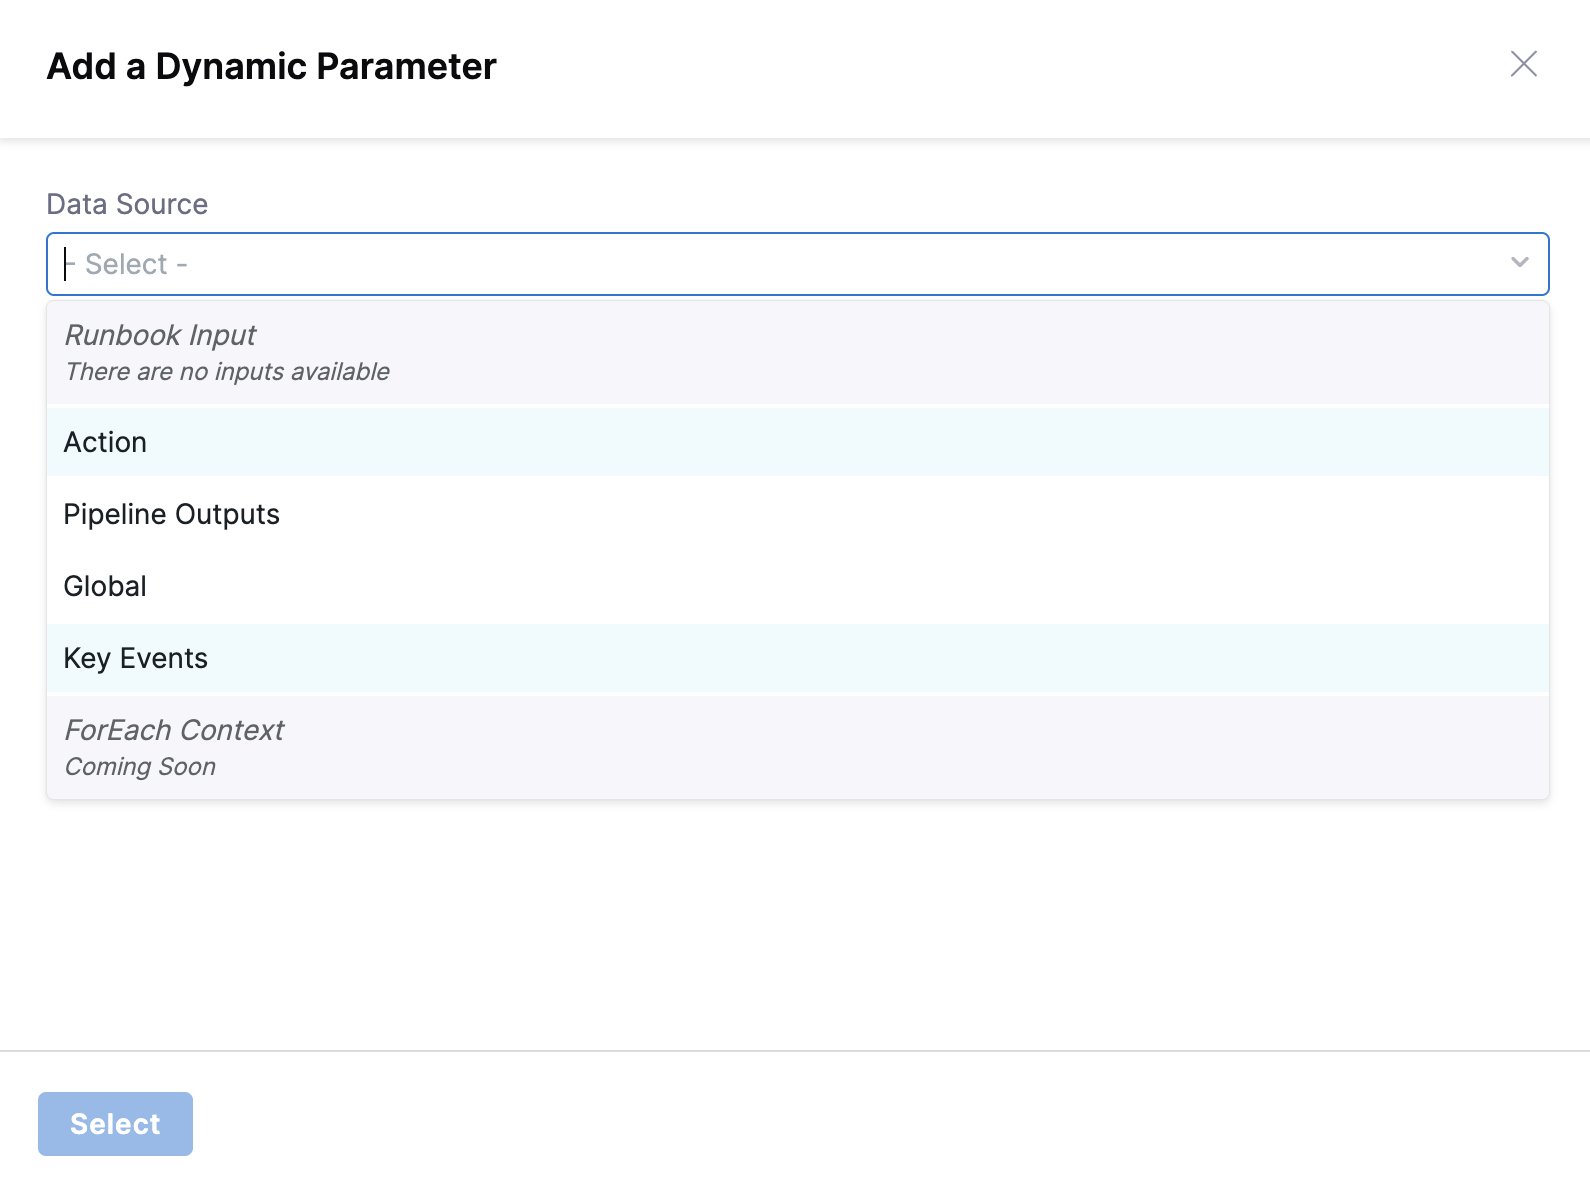 Add a Dynamic Parameter
Data Source
- Select -
Runbook Input
There are no inputs available
Action
Pipeline Outputs
Global
Key Events
ForEach Context
Coming Soon
Select